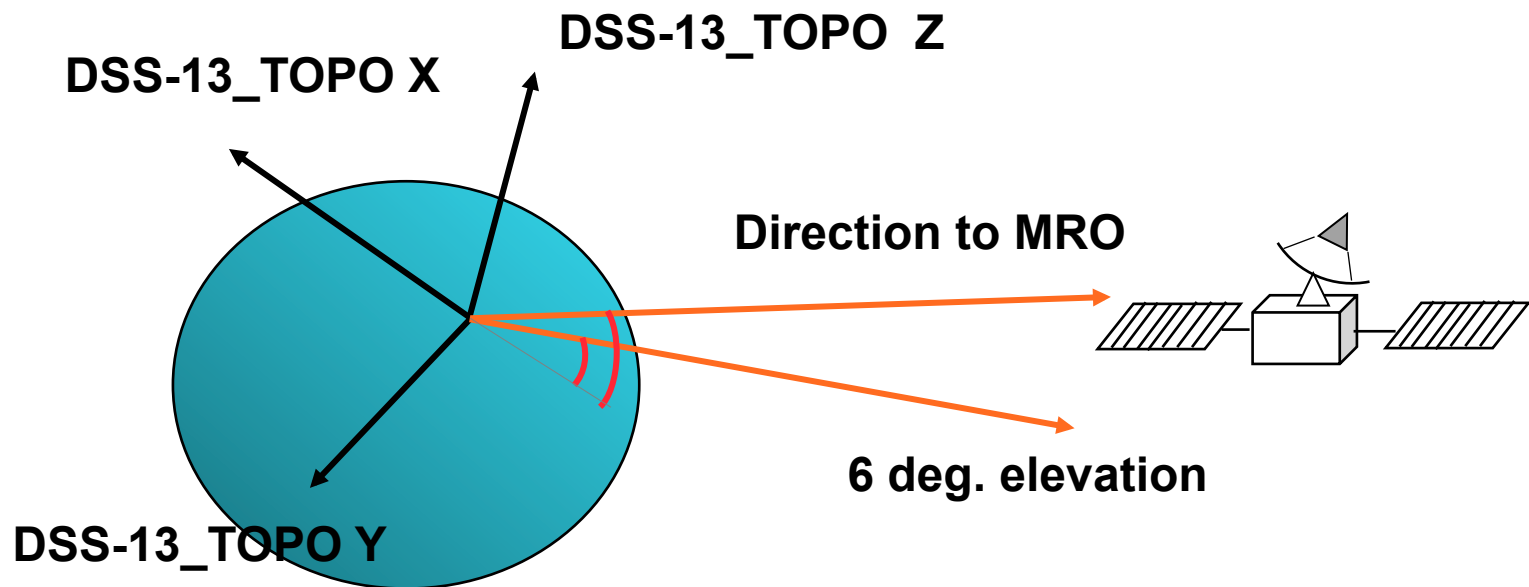 DSS-13_TOPO Z
DSS-13_TOPO X
Direction to MRO
6 deg. elevation
DSS-13_TOPO Y